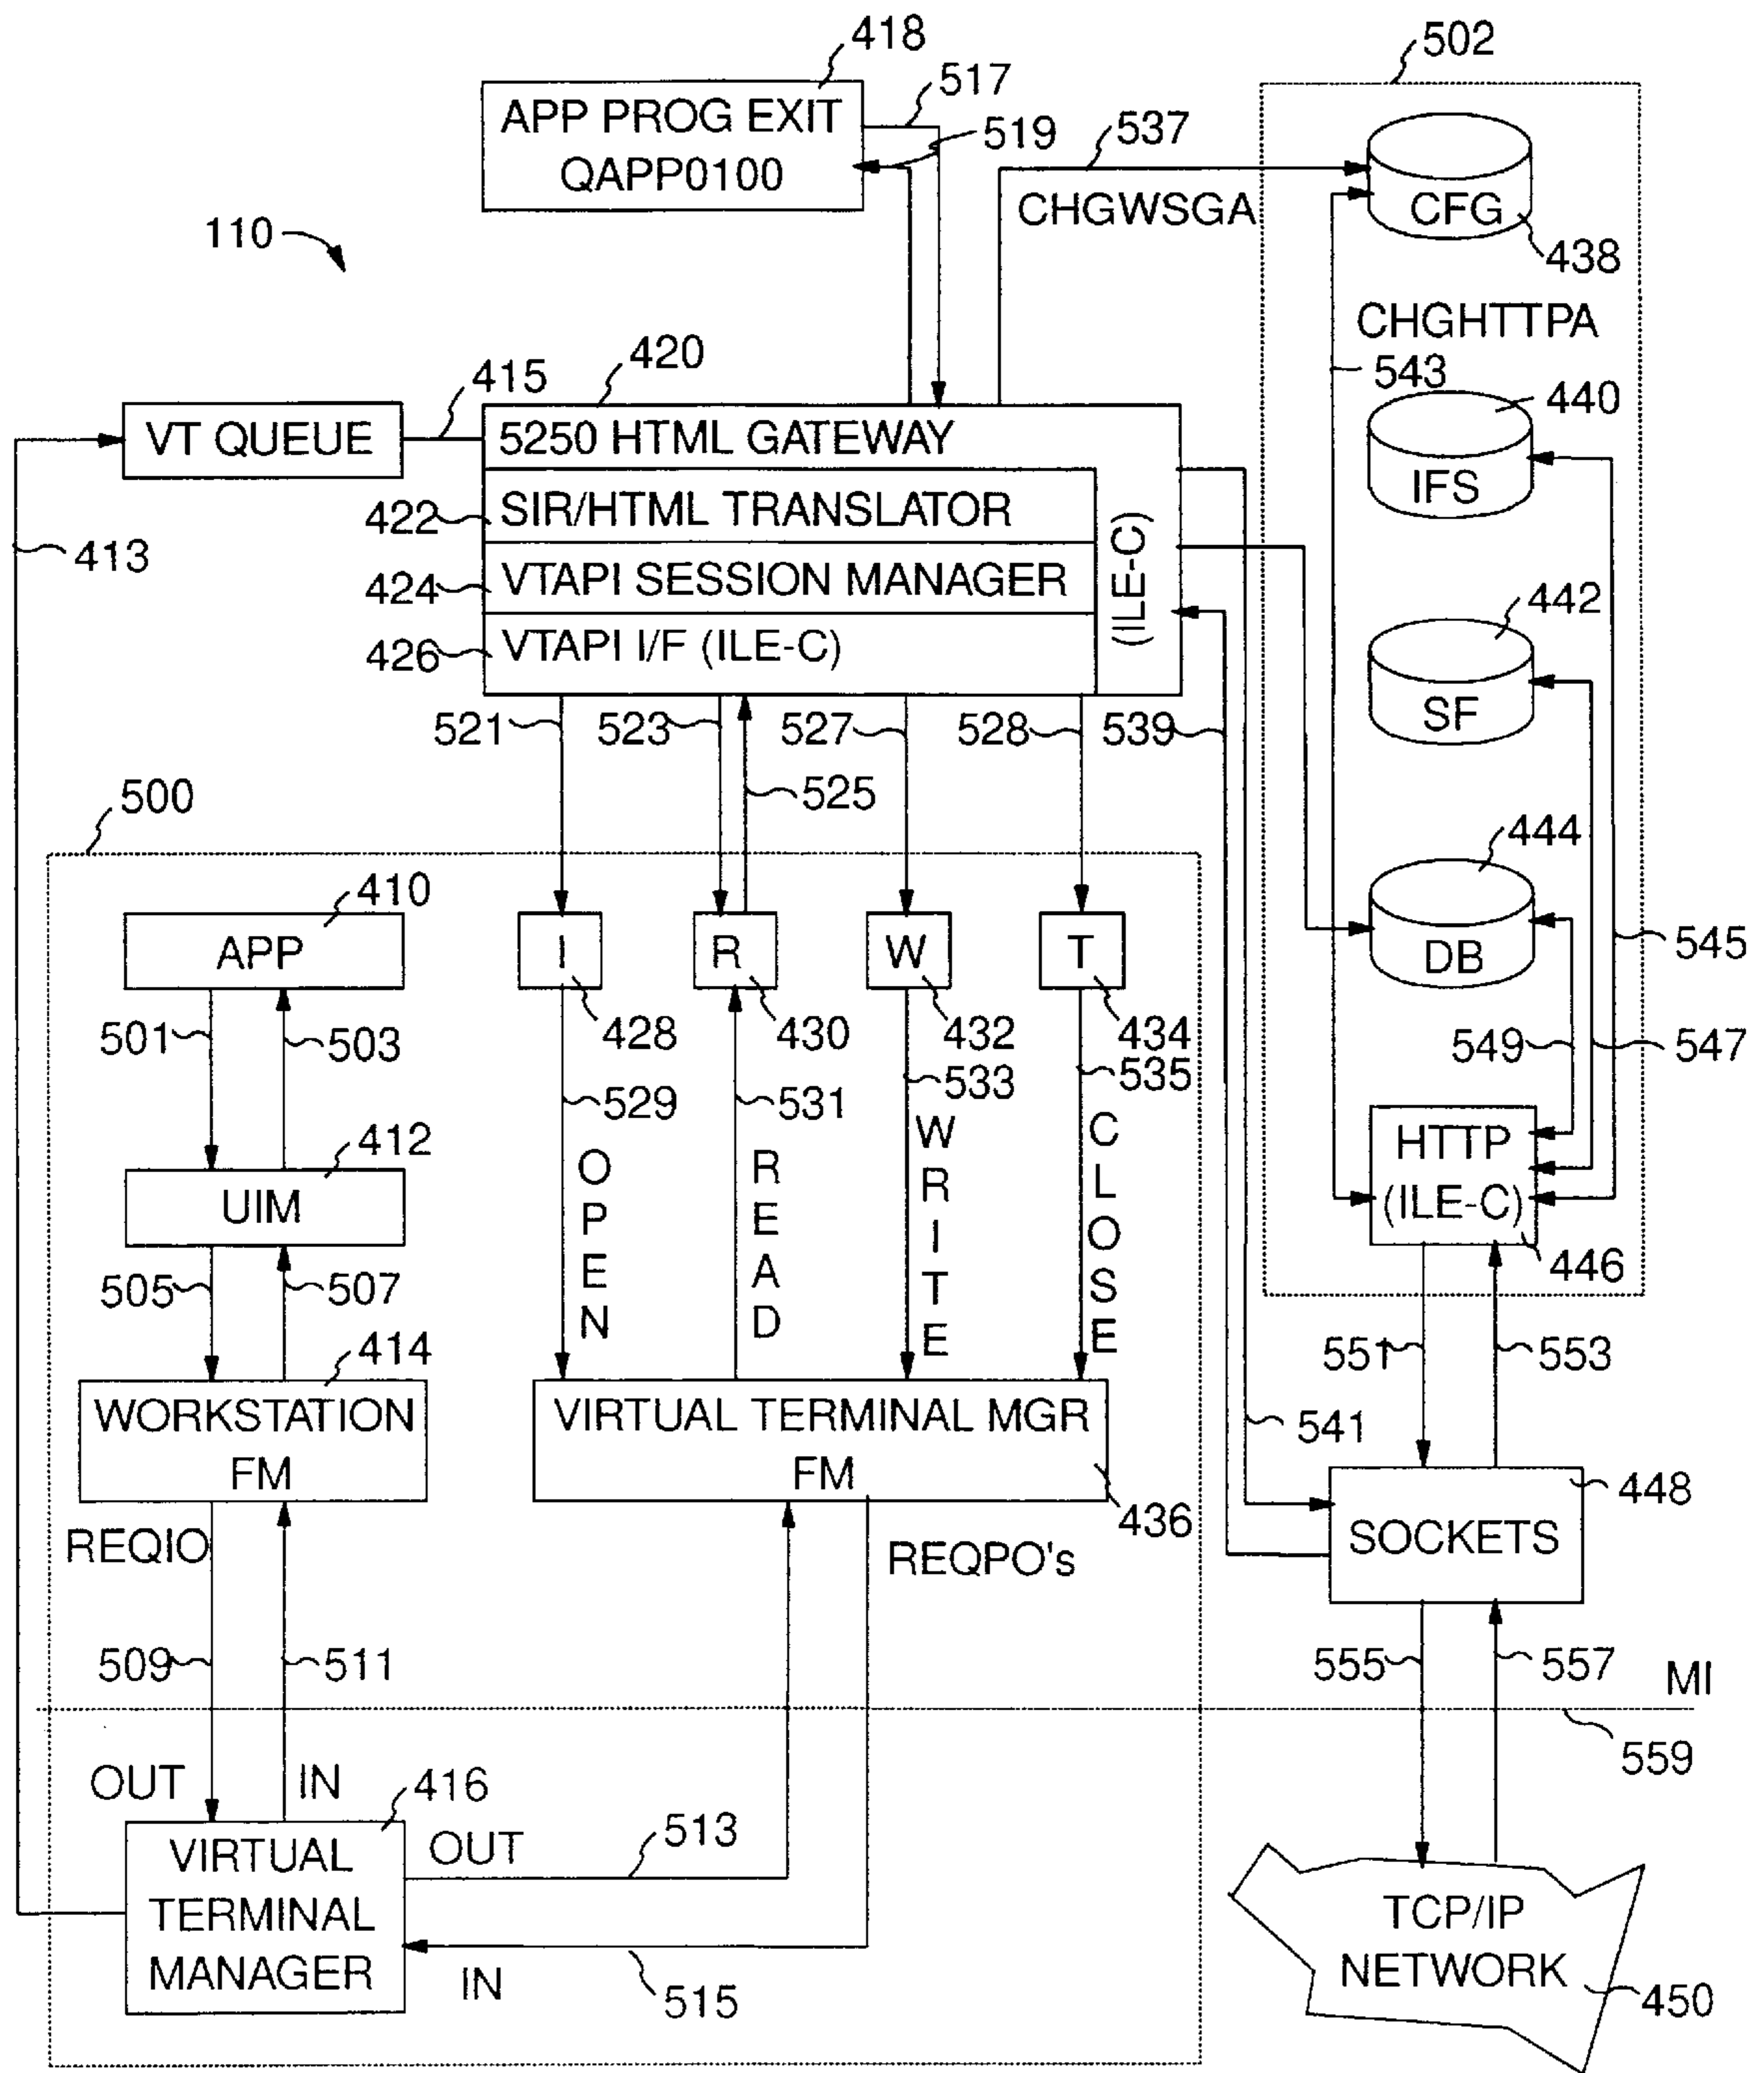 418
502
517
APP PROG EXIT
QAPP0100
519
537
CHGWSGA
CFG
438
110
CHGHTTPA
420
415
543
440
VT QUEUE
5250 HTML GATEWAY
IFS
422
SIR/HTML TRANSLATOR
(ILE-C)
413
424
VTAPI SESSION MANAGER
442
426
VTAPI I/F (ILE-C)
SF
521
523
527
528
539
525
500
444
410
APP
I
R
W
T
DB
545
501
503
428
430
432
434
549
547
529
531
533
535
412
UIM
OPEN
READ
WRITE
CLOSE
HTTP
(ILE-C)
446
505
507
414
551
553
WORKSTATION
FM
VIRTUAL TERMINAL MGR
FM
541
436
448
SOCKETS
REQIO
REQPO's
509
511
555
557
MI
559
OUT
IN
416
VIRTUAL
TERMINAL
MANAGER
OUT
513
IN
515
TCP/IP
NETWORK
450